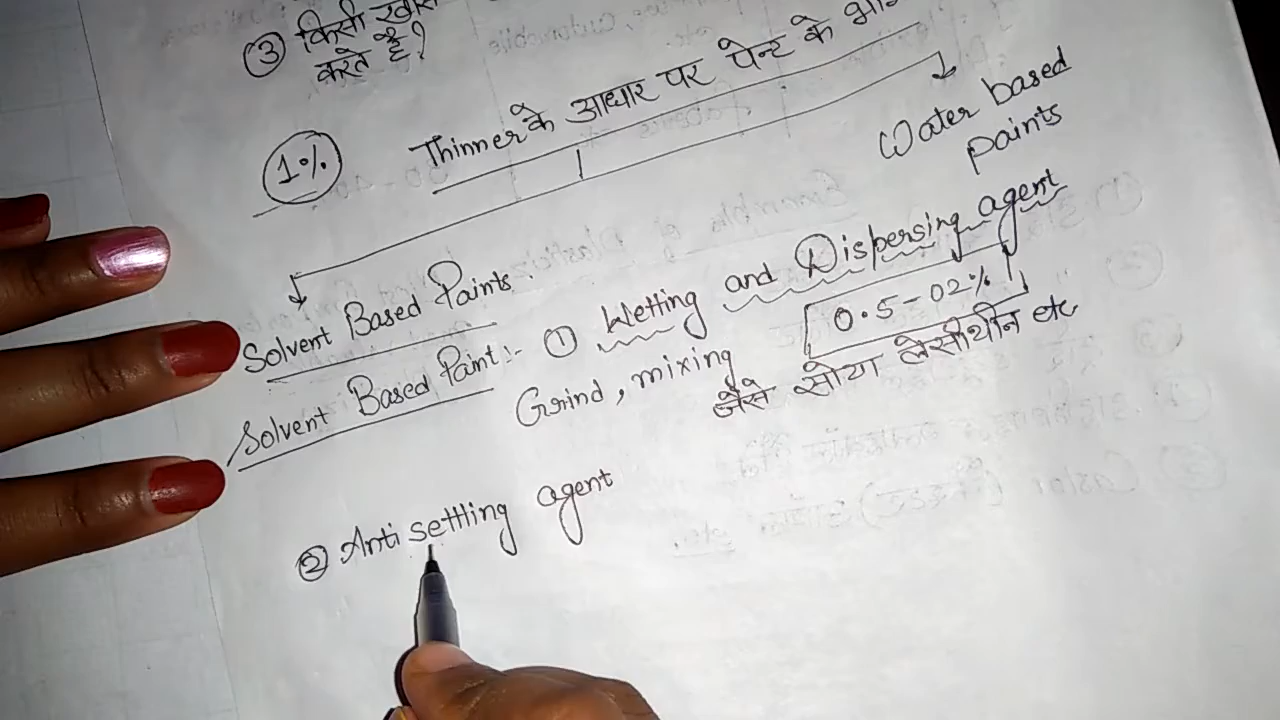 ③ किसी खास
करते है?
1% Thinner के आधार पर पेन्ट के
Solvent Based Paints.
Water based
paints
Solvent Based Paint:- ① Wetting and Dispersing agent
Grind, mixing
0.5-02%
जैसे सोया लेसीथीन etc
② Anti settling agent